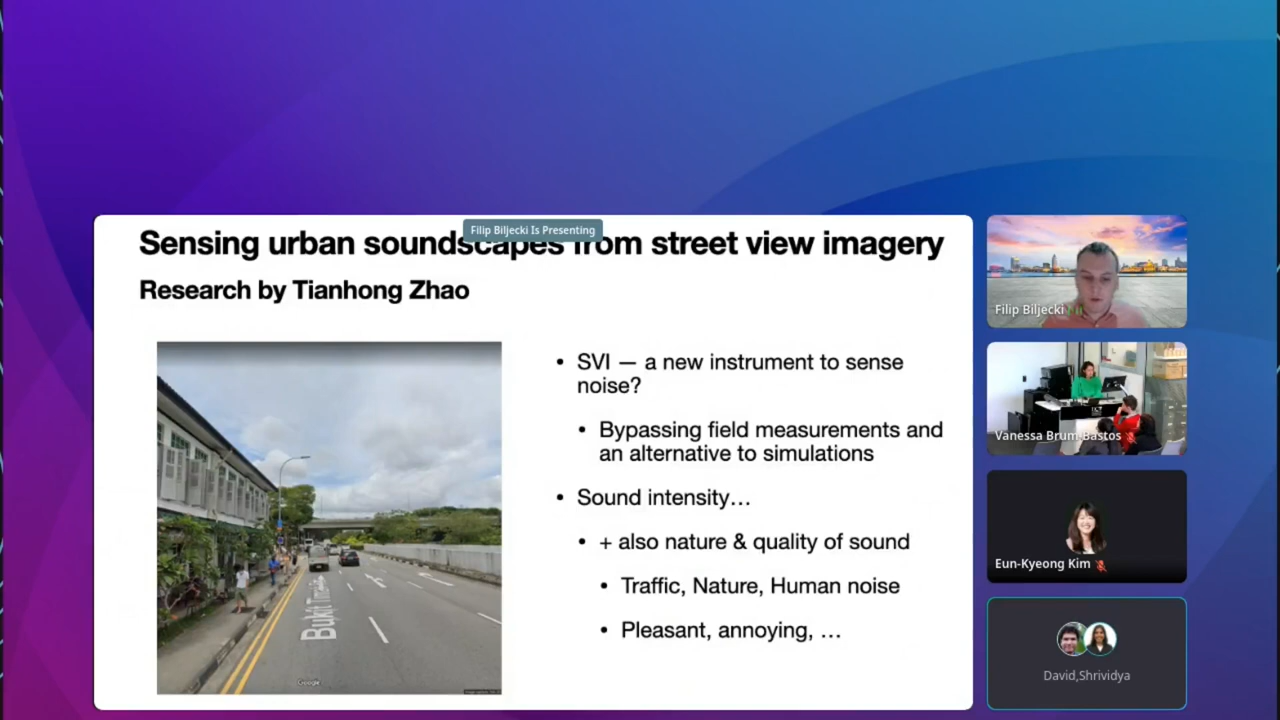 Filip Biljecki Is Presenting
Sensing urban soundscapes from street view imagery
Research by Tianhong Zhao
• SVI — a new instrument to sense
noise?
• Bypassing field measurements and
an alternative to simulations
• Sound intensity…
• + also nature & quality of sound
• Traffic, Nature, Human noise
• Pleasant, annoying, …
Google
Filip Biljecki
Vanessa Brum-Bastos
Eun-Kyeong Kim
David,Shrividya